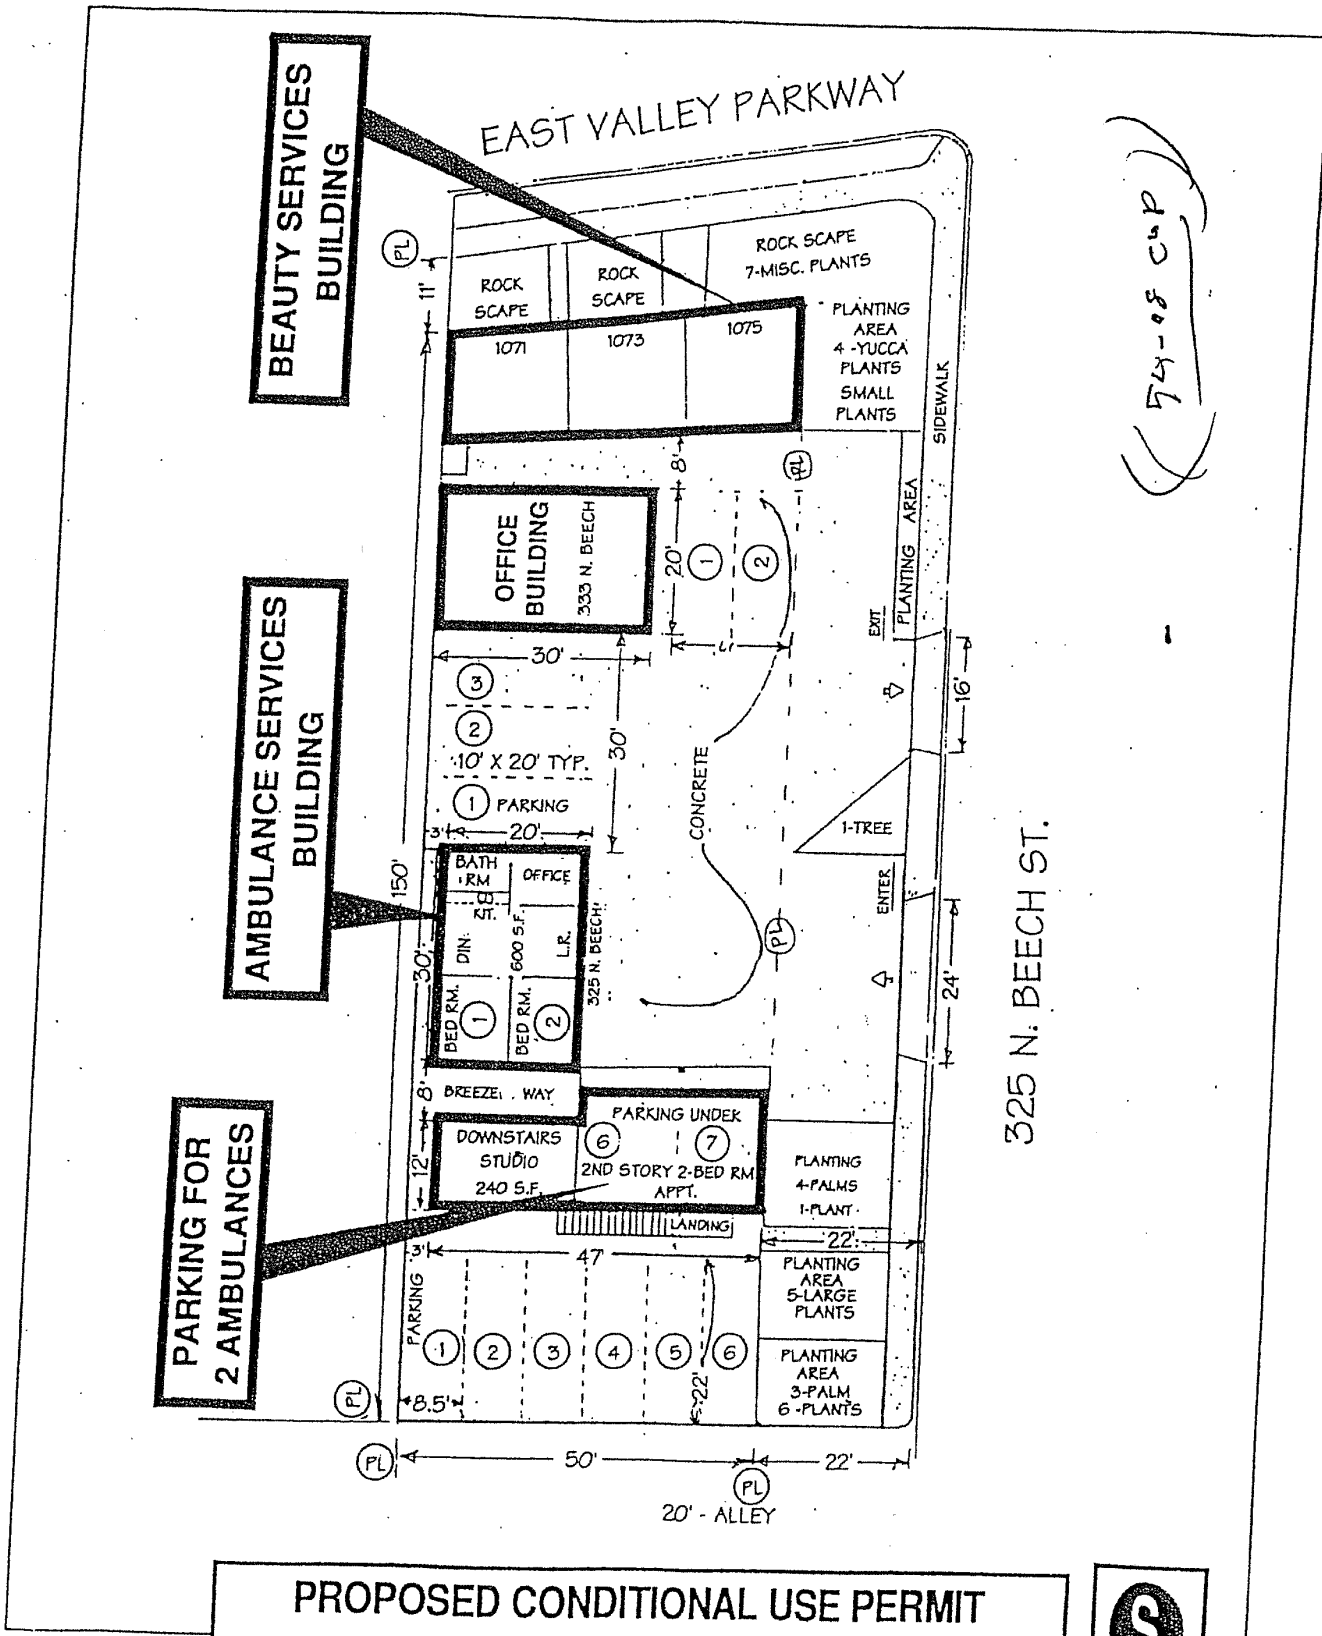 BEAUTY SERVICES
BUILDING
EAST VALLEY PARKWAY
PL
11'
ROCK
SCAPE
ROCK
SCAPE
ROCK SCAPE
7-MISC. PLANTS
1071
1073
1075
PLANTING
AREA
4 -YUCCA
PLANTS
SMALL
PLANTS
SIDEWALK
8'
PL
PLANTING AREA
AMBULANCE SERVICES
BUILDING
OFFICE
BUILDING
333 N. BEECH
20'
1
2
EXIT
30'
3
2
10' X 20' TYP.
1 PARKING
30'
16'
CONCRETE
1-TREE
3'
20'
150'
BATH
RM
OFFICE
KIT.
DIN.
600 S.F.
L.R.
325 N. BEECH
30'
BED RM.
1
BED RM.
2
PL
ENTER
24'
325 N. BEECH ST.
8'
BREEZE WAY
PARKING FOR
2 AMBULANCES
12'
DOWNSTAIRS
STUDIO
240 S.F.
PARKING UNDER
6
7
2ND STORY 2-BED RM
APPT.
LANDING
PLANTING
4-PALMS
1-PLANT
22'
3'
47'
PARKING
1
2
3
4
5
6
22'
8.5'
PLANTING
AREA
5-LARGE
PLANTS
PLANTING
AREA
3-PALM
6 -PLANTS
PL
PL
50'
22'
PL
20' - ALLEY
PROPOSED CONDITIONAL USE PERMIT
S